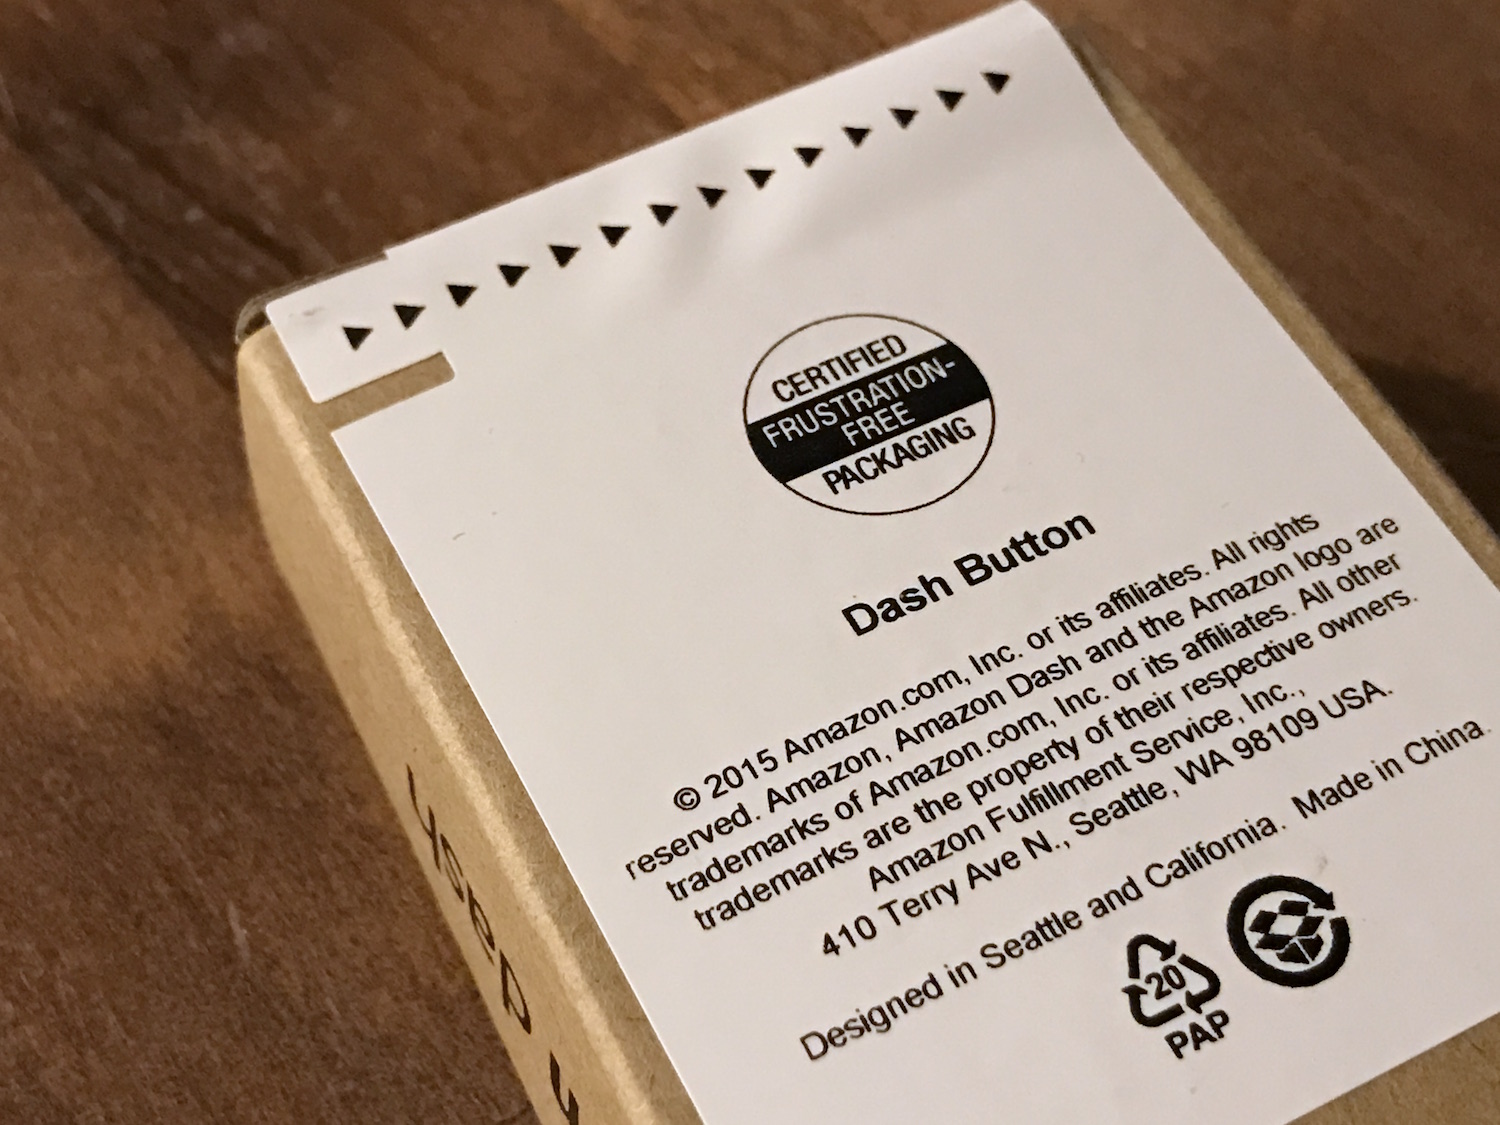 CERTIFIED
FRUSTRATION-
FREE
PACKAGING
Dash Button
© 2015 Amazon.com, Inc. or its affiliates. All rights
reserved. Amazon, Amazon Dash and the Amazon logo are
trademarks of Amazon.com, Inc. or its affiliates. All other
trademarks are the property of their respective owners.
Amazon Fulfillment Service, Inc.,
410 Terry Ave N., Seattle, WA 98109 USA.
Designed in Seattle and California. Made in China.
20
PAP
dash